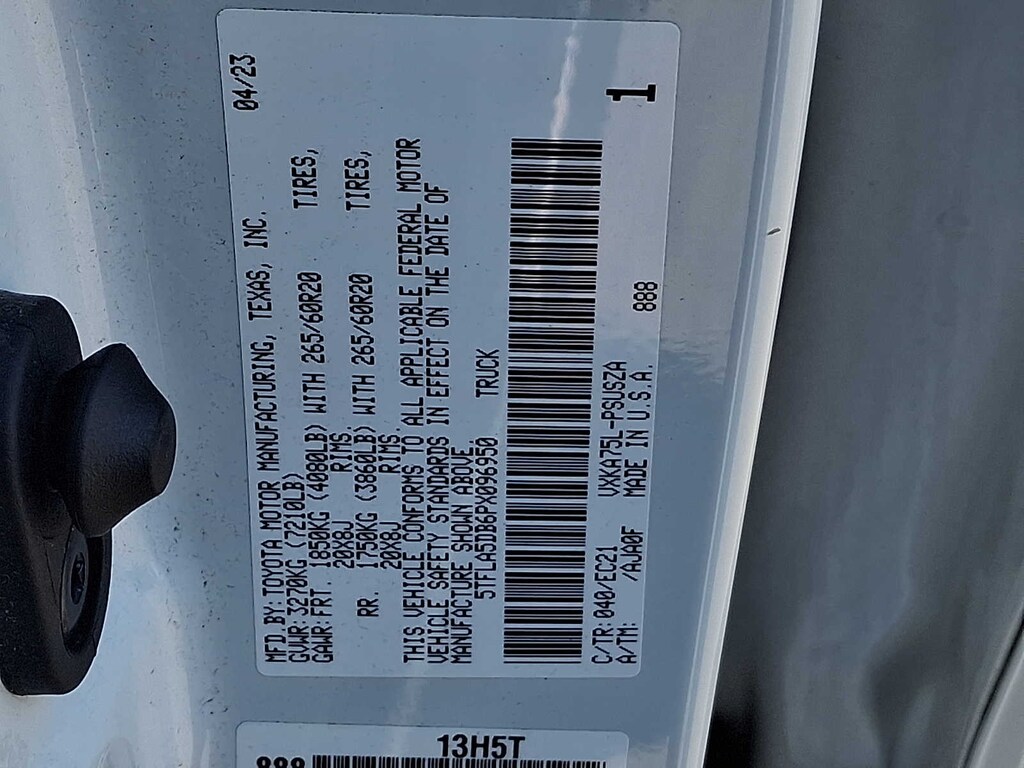 MFD.BY:TOYOTA MOTOR MANUFACTURING, TEXAS, INC. 04/23
GVWR:3270KG (7210LB)
GAWR:FRT. 1850KG (4080LB) WITH 265/60R20 TIRES,
20X8J RIMS,
RR. 1750KG (3860LB) WITH 265/60R20 TIRES,
20X8J RIMS.
THIS VEHICLE CONFORMS TO ALL APPLICABLE FEDERAL MOTOR
VEHICLE SAFETY STANDARDS IN EFFECT ON THE DATE OF
MANUFACTURE SHOWN ABOVE.
5TFLA5DB6PX096950 TRUCK
C/TR:040/EC21 VXKA75L-PSUSZA
A/TM: /AJA0F MADE IN U.S.A. 888 1
13H5T
888